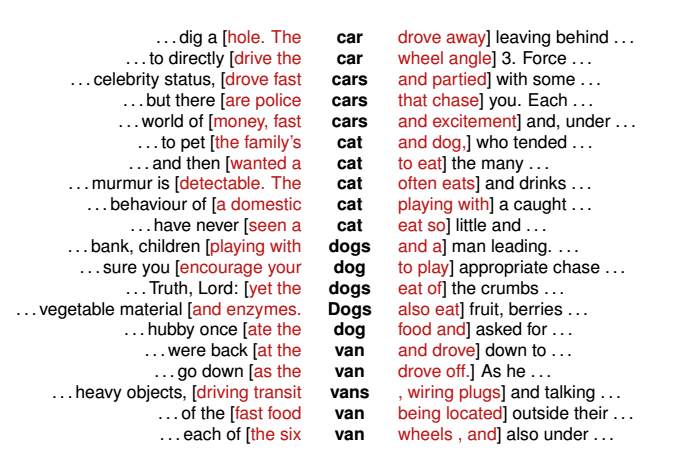 ...dig a [hole. The car drove away] leaving behind ...
...to directly [drive the car wheel angle] 3. Force ...
...celebrity status, [drove fast cars and partied] with some ...
...but there [are police cars that chase] you. Each ...
...world of [money, fast cars and excitement] and, under ...
...to pet [the family's cat and dog,] who tended ...
...and then [wanted a cat to eat] the many ...
...murmur is [detectable. The cat often eats] and drinks ...
...behaviour of [a domestic cat playing with] a caught ...
...have never [seen a cat eat so] little and ...
...bank, children [playing with dogs and a] man leading. ...
...sure you [encourage your dog to play] appropriate chase ...
...Truth, Lord: [yet the dogs eat of] the crumbs ...
...vegetable material [and enzymes. Dogs also eat] fruit, berries ...
...hubby once [ate the dog food and] asked for ...
...were back [at the van and drove] down to ...
...go down [as the van drove off.] As he ...
...heavy objects, [driving transit vans , wiring plugs] and talking ...
...of the [fast food van being located] outside their ...
...each of [the six van wheels , and] also under ...